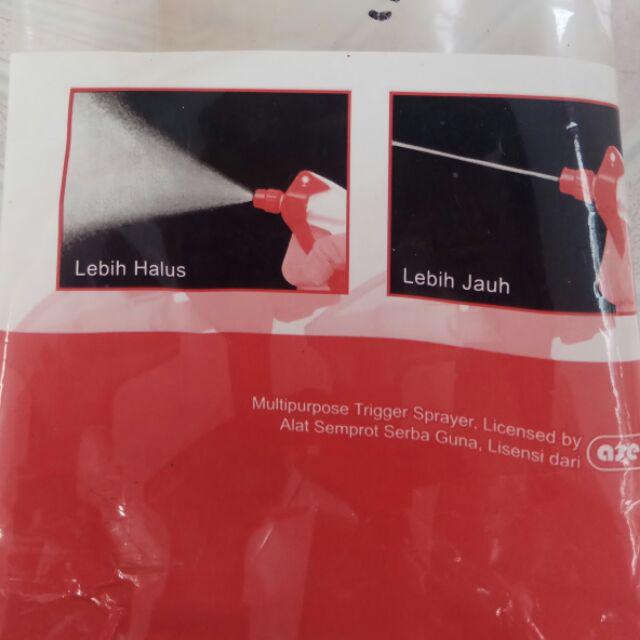 Lebih Halus
Lebih Jauh
Multipurpose Trigger Sprayer, Licensed by
Alat Semprot Serba Guna, Lisensi dari